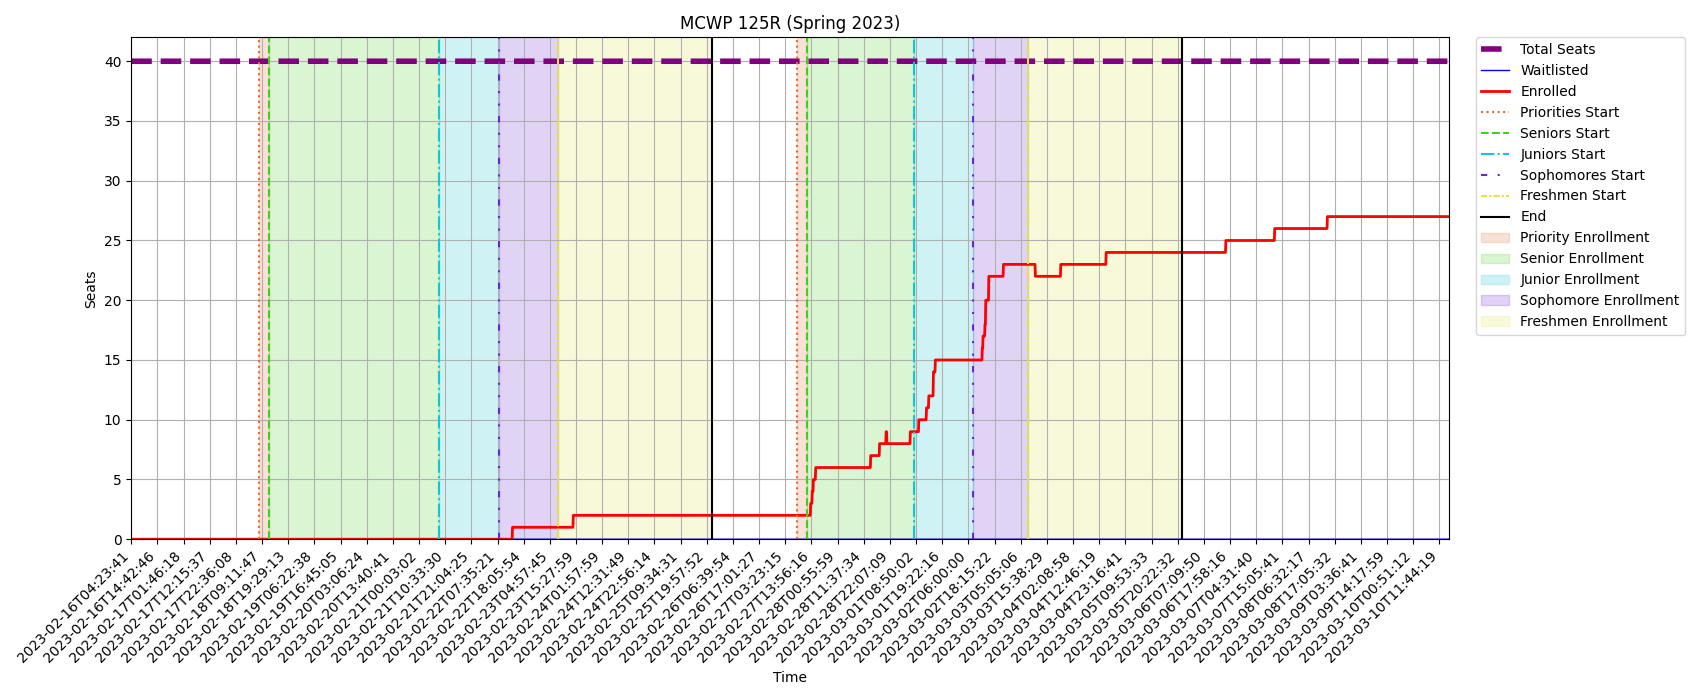 MCWP 125R (Spring 2023)
Seats
40
35
30
25
20
15
10
5
0
2023-02-16T04:23:41
2023-02-16T14:42:46
2023-02-17T01:46:18
2023-02-17T12:15:37
2023-02-17T22:36:08
2023-02-18T09:11:47
2023-02-18T19:29:13
2023-02-19T06:22:38
2023-02-19T16:45:05
2023-02-20T03:06:24
2023-02-20T13:40:41
2023-02-21T00:03:02
2023-02-21T10:33:30
2023-02-21T21:04:25
2023-02-22T07:35:21
2023-02-22T18:05:54
2023-02-23T04:57:45
2023-02-23T15:27:59
2023-02-24T01:57:59
2023-02-24T12:31:49
2023-02-24T22:56:14
2023-02-25T09:34:31
2023-02-25T19:57:52
2023-02-26T06:39:54
2023-02-26T17:01:27
2023-02-27T03:23:15
2023-02-27T13:56:16
2023-02-28T00:55:59
2023-02-28T11:37:34
2023-02-28T22:07:09
2023-03-01T08:50:02
2023-03-01T19:22:16
2023-03-02T06:00:00
2023-03-02T18:15:22
2023-03-03T05:05:06
2023-03-03T15:38:29
2023-03-04T02:08:58
2023-03-04T12:46:19
2023-03-04T23:16:41
2023-03-05T09:53:33
2023-03-05T20:22:32
2023-03-06T07:09:50
2023-03-06T17:58:16
2023-03-07T04:31:40
2023-03-07T15:05:41
2023-03-08T06:32:17
2023-03-08T17:05:32
2023-03-09T03:36:41
2023-03-09T14:17:59
2023-03-10T00:51:12
2023-03-10T11:44:19
Time
Total Seats
Waitlisted
Enrolled
Priorities Start
Seniors Start
Juniors Start
Sophomores Start
Freshmen Start
End
Priority Enrollment
Senior Enrollment
Junior Enrollment
Sophomore Enrollment
Freshmen Enrollment